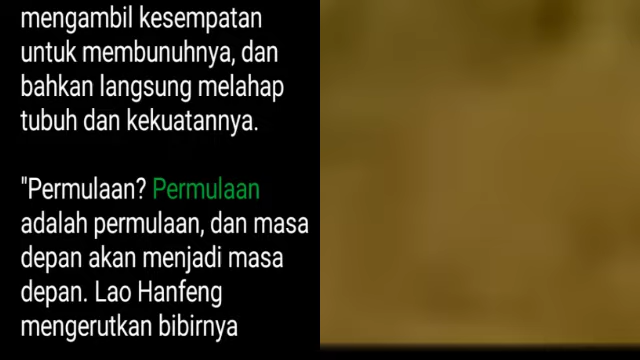 mengambil kesempatan
untuk membunuhnya, dan
bahkan langsung melahap
tubuh dan kekuatannya.
"Permulaan? Permulaan
adalah permulaan, dan masa
depan akan menjadi masa
depan. Lao Hanfeng
mengerutkan bibirnya